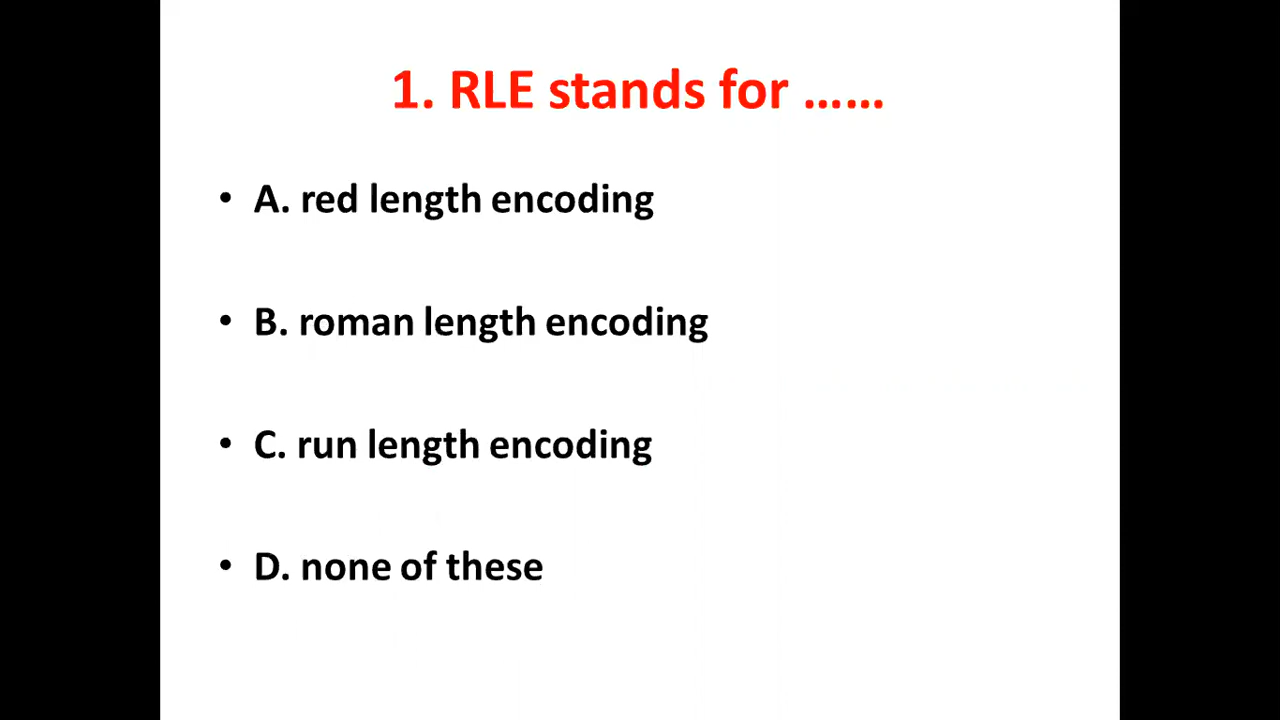 1. RLE stands for ......
• A. red length encoding
• B. roman length encoding
• C. run length encoding
• D. none of these